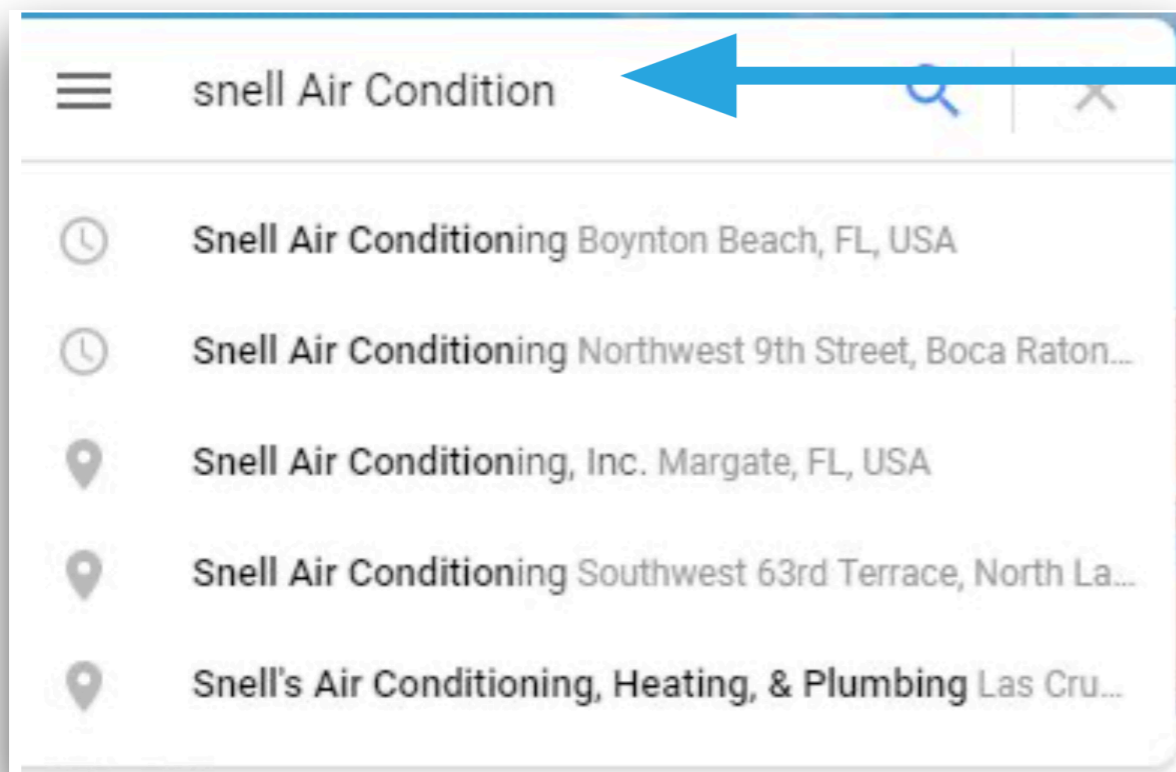 snell Air Condition
Snell Air Conditioning Boynton Beach, FL, USA
Snell Air Conditioning Northwest 9th Street, Boca Raton...
Snell Air Conditioning, Inc. Margate, FL, USA
Snell Air Conditioning Southwest 63rd Terrace, North La...
Snell's Air Conditioning, Heating, & Plumbing Las Cru...